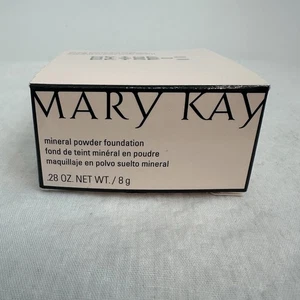 MARY KAY
mineral powder foundation
fond de teint minéral en poudre
maquillaje en polvo suelto mineral
.28 OZ. NET WT. / 8 g